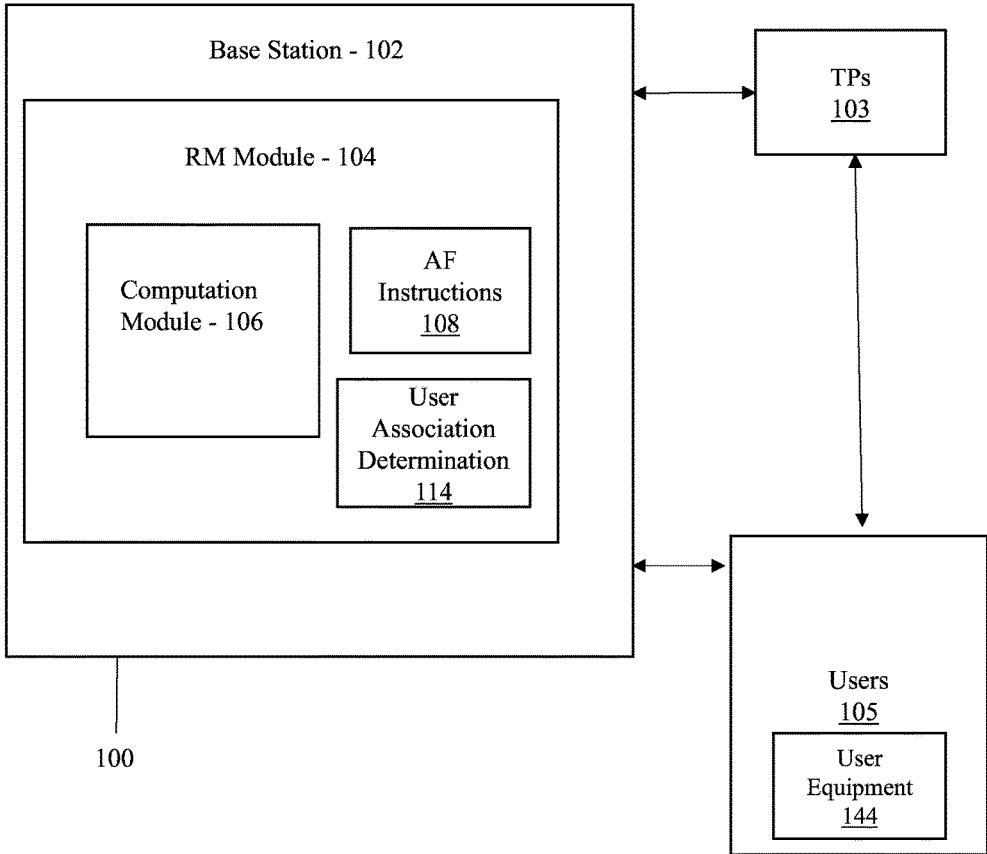 Base Station - 102
RM Module - 104
Computation
Module - 106
AF
Instructions
108
User
Association
Determination
114
100
TPs
103
Users
105
User
Equipment
144